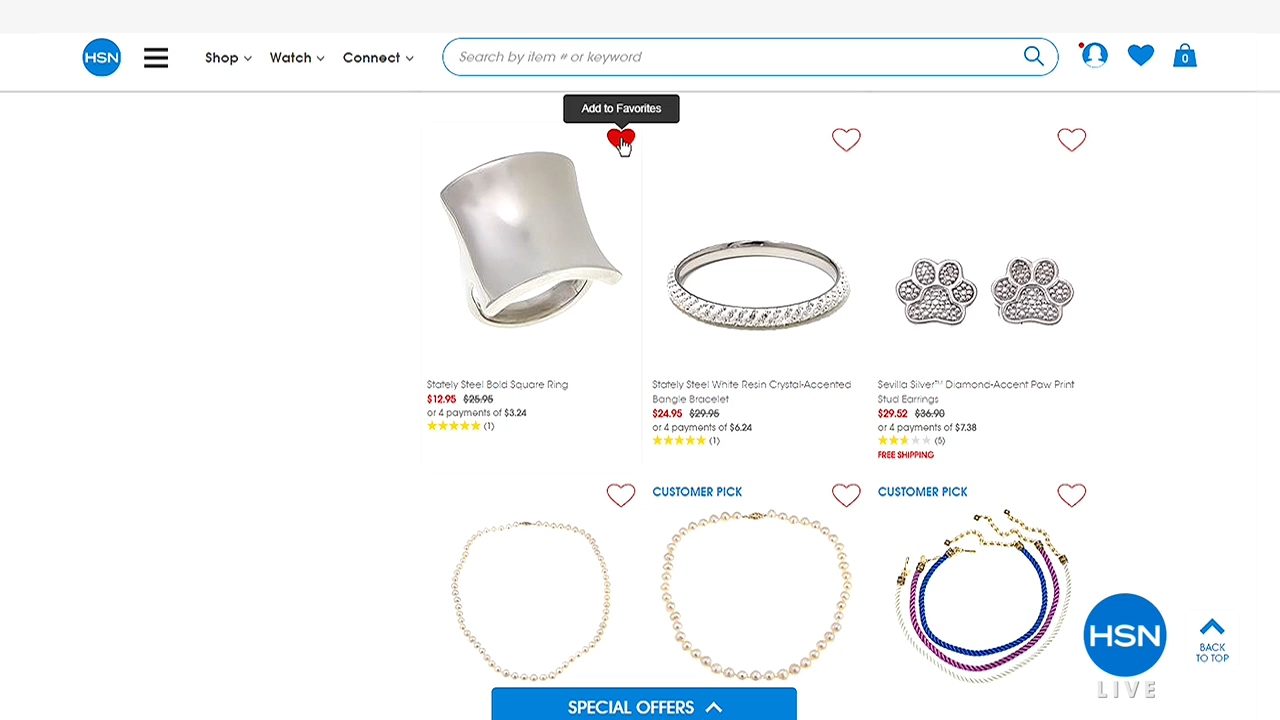 HSN
Shop
Watch
Connect
Search by item # or keyword
0
Add to Favorites
Stately Steel Bold Square Ring
$12.95 $25.95
or 4 payments of $3.24
(1)
Stately Steel White Resin Crystal-Accented
Bangle Bracelet
$24.95 $29.95
or 4 payments of $6.24
(1)
Sevilla Silver™ Diamond-Accent Paw Print
Stud Earrings
$29.52 $36.90
or 4 payments of $7.38
(5)
FREE SHIPPING
CUSTOMER PICK
CUSTOMER PICK
HSN
LIVE
BACK
TO TOP
SPECIAL OFFERS